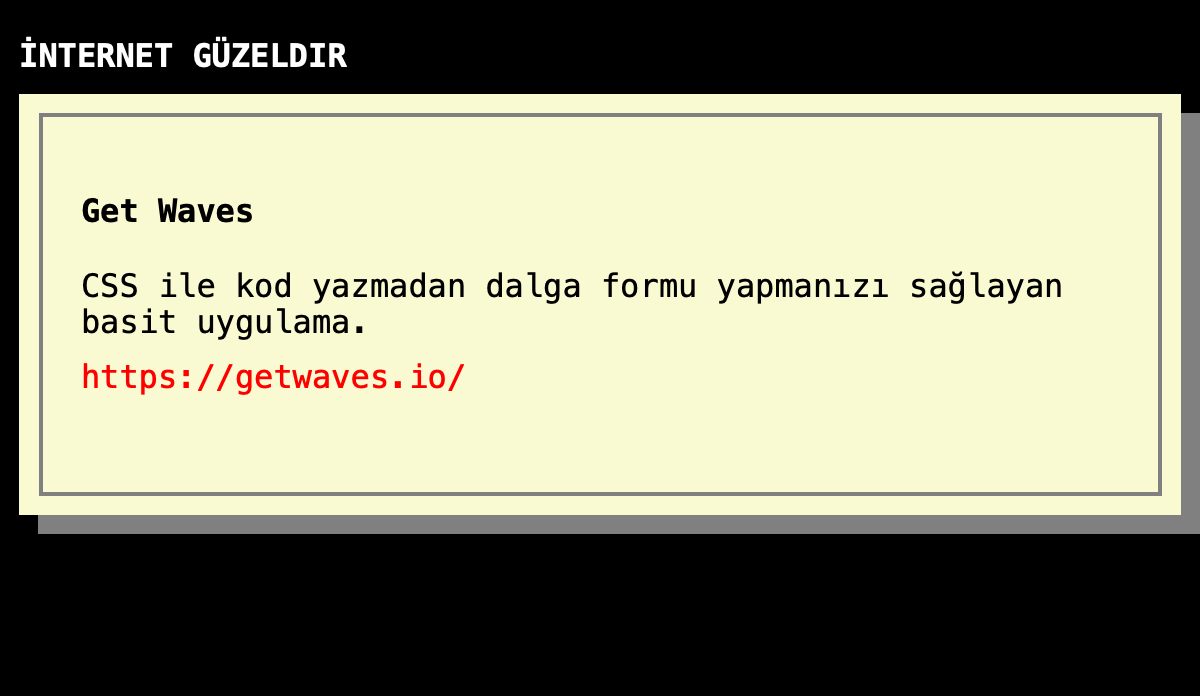 İNTERNET GÜZELDIR
Get Waves
CSS ile kod yazmadan dalga formu yapmanızı sağlayan
basit uygulama.
https://getwaves.io/